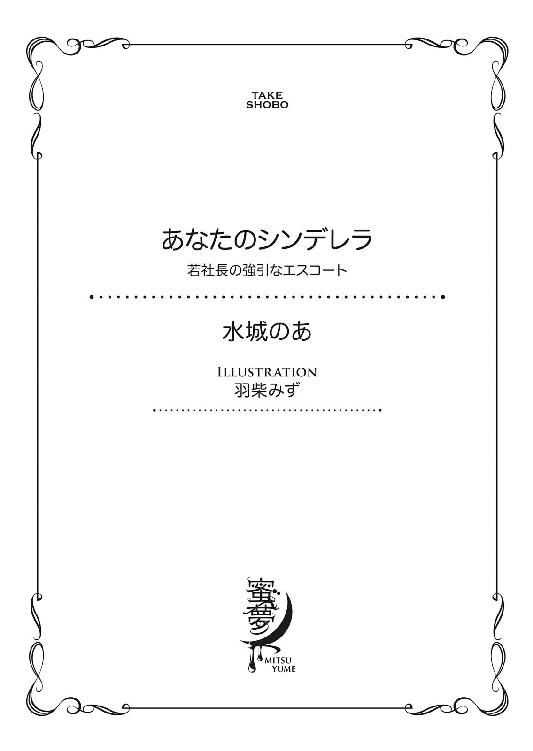 TAKE
SHOBO
あなたのシンデレラ
若社長の強引なエスコート
水城のあ
ILLUSTRATION
羽柴みず
蜜夢
MITSU
YUME